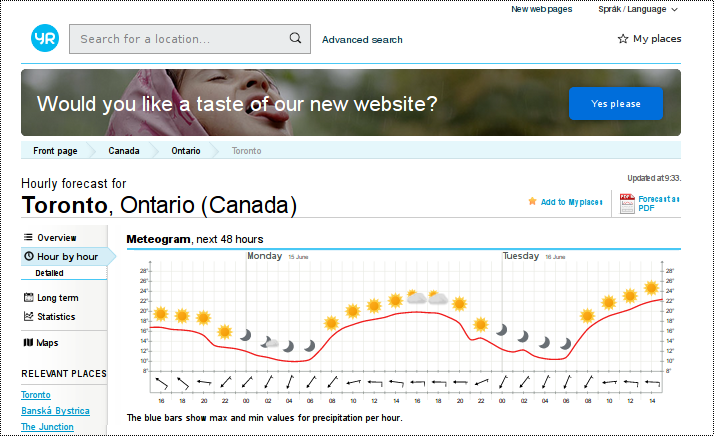 New web pages Språk / Language
YR Search for a location... Advanced search My places
Would you like a taste of our new website? Yes please
Front page Canada Ontario Toronto
Updated at 9:33.
Hourly forecast for
Toronto, Ontario (Canada)
Add to My places
PDF Forecast as PDF
Overview
Hour by hour
Detailed
Long term
Statistics
Maps
RELEVANT PLACES
Toronto
Banská Bystrica
The Junction
Meteogram, next 48 hours
Monday 15 June Tuesday 16 June
28° 28°
26° 26°
24° 24°
22° 22°
20° 20°
18° 18°
16° 16°
14° 14°
12° 12°
10° 10°
8° 8°
16 18 20 22 00 02 04 06 08 10 12 14 16 18 20 22 00 02 04 06 08 10 12 14
The blue bars show max and min values for precipitation per hour.